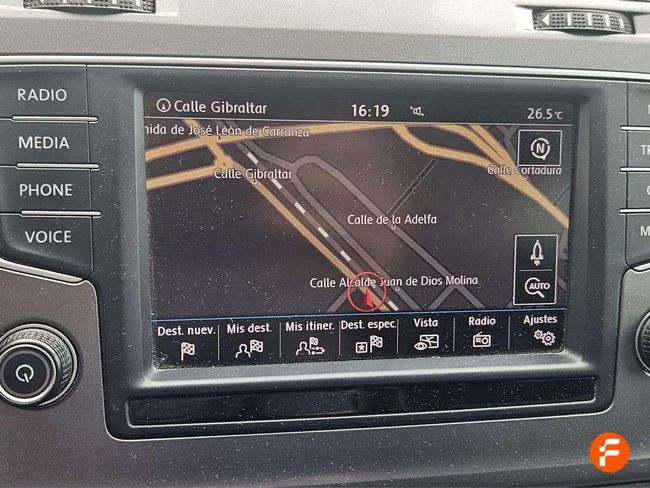 RADIO
MEDIA
PHONE
VOICE
Calle Gibraltar
16:19
26.5 °C
nida de José León de Carranza
Calle Gibraltar
Calle Cortadura
N
Calle de la Adelfa
Calle Alcalde Juan de Dios Molina
AUTO
Dest. nuev.
Mis dest.
Mis itiner.
Dest. espec.
Vista
Radio
Ajustes